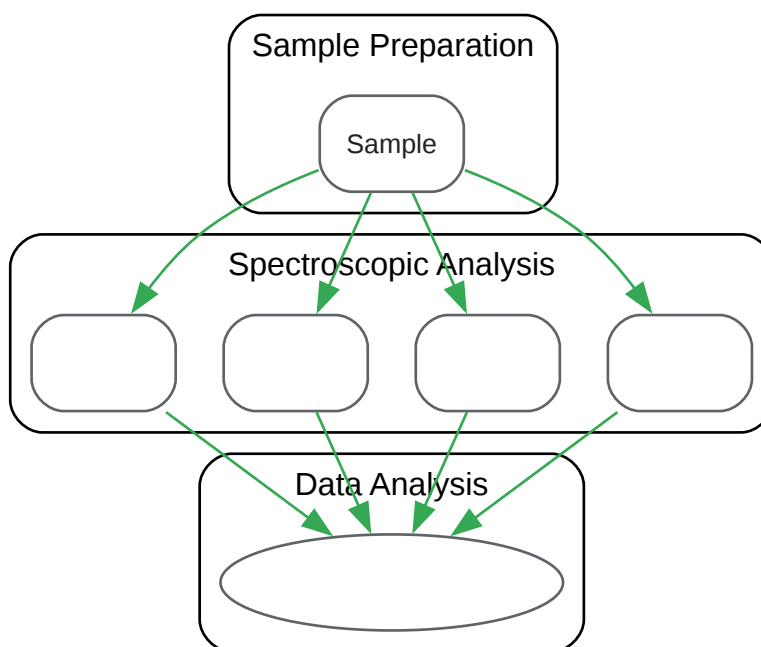 Sample Preparation
Sample
Spectroscopic Analysis
Data Analysis